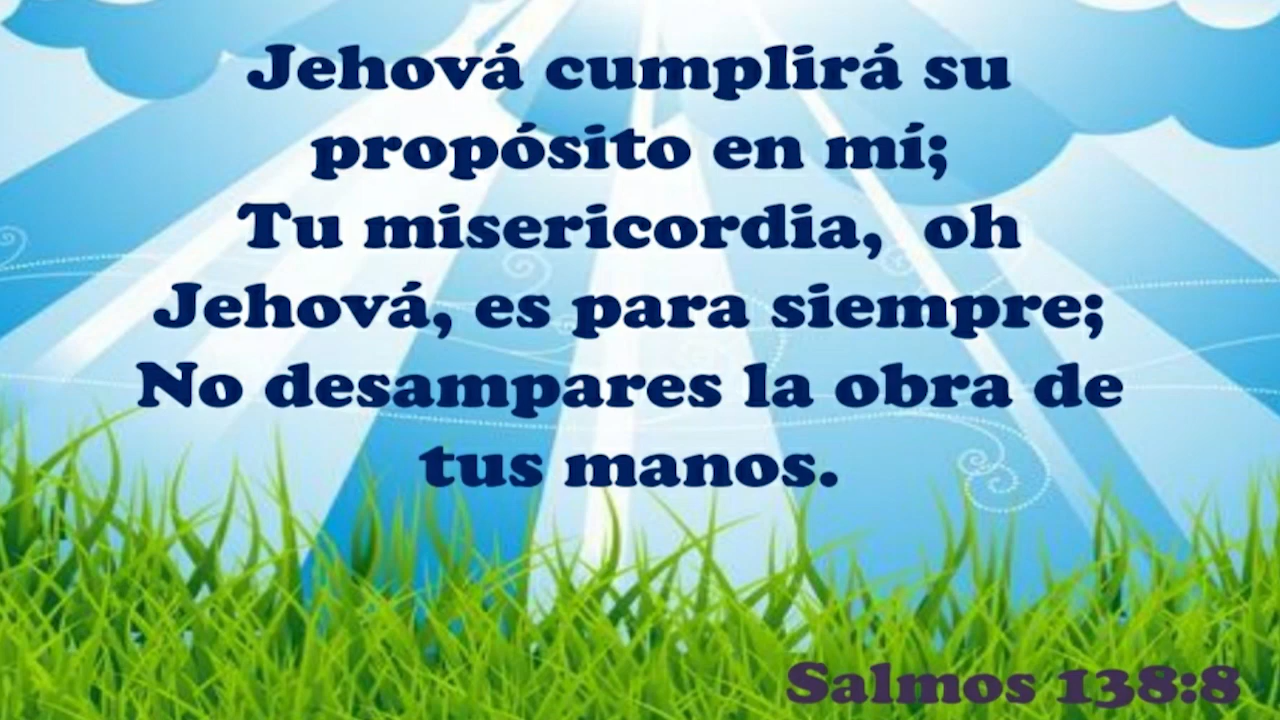 Jehová cumplirá su
propósito en mí;
Tu misericordia,  oh
Jehová, es para siempre;
No desampares la obra de
tus manos.
Salmos 138:8